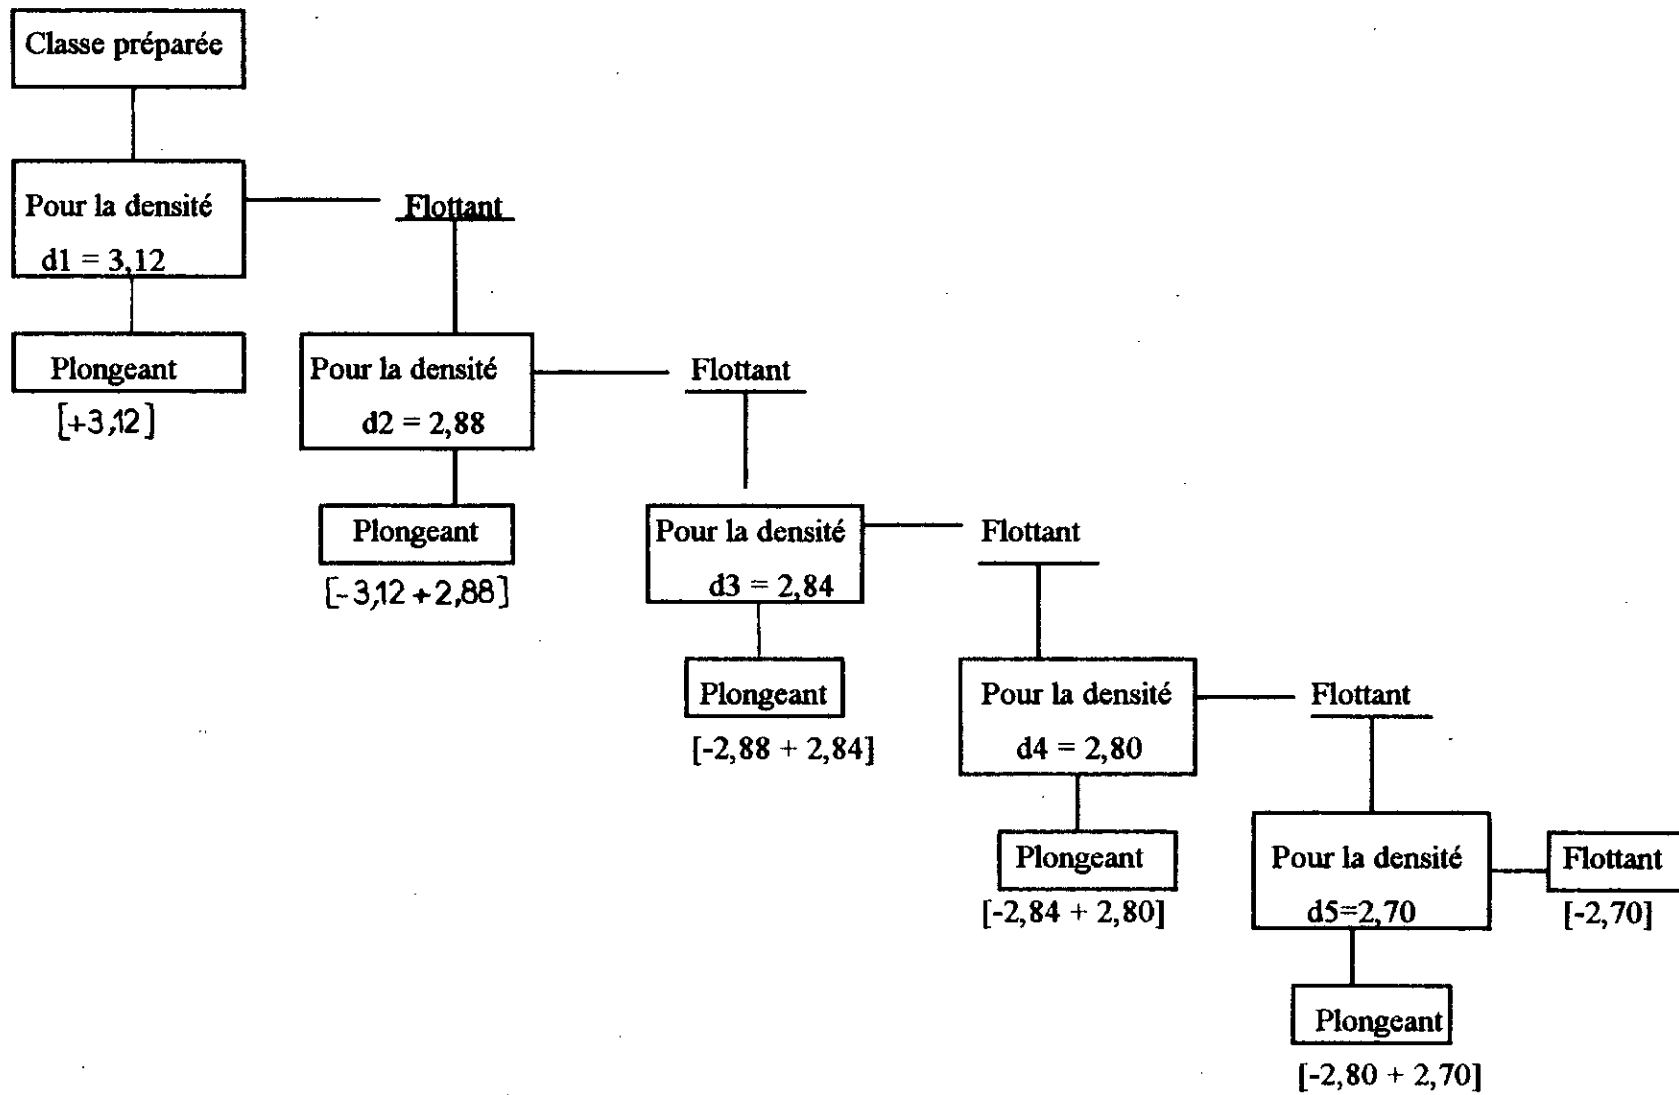 Classe préparée
Pour la densité
d1 = 3,12
Flottant
Plongeant
[+3,12]
Pour la densité
d2 = 2,88
Flottant
Plongeant
[-3,12 + 2,88]
Pour la densité
d3 = 2,84
Flottant
Plongeant
[-2,88 + 2,84]
Pour la densité
d4 = 2,80
Flottant
Plongeant
[-2,84 + 2,80]
Pour la densité
d5=2,70
Flottant
[-2,70]
Plongeant
[-2,80 + 2,70]